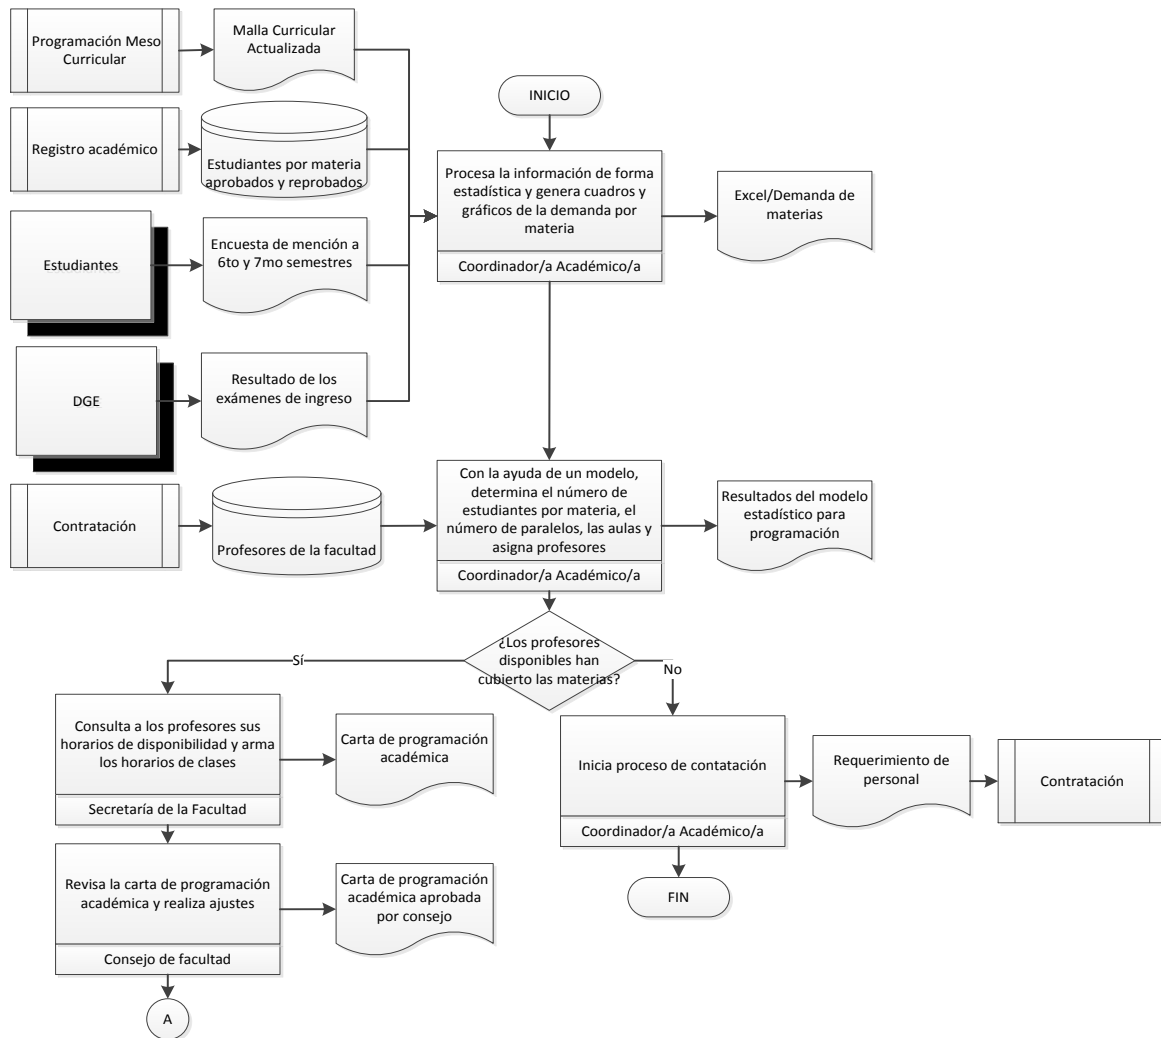 Programación Meso
Curricular
Malla Curricular
Actualizada
INICIO
Registro académico
Estudiantes por materia
aprobados y reprobados
Procesa la información de forma
estadística y genera cuadros y
gráficos de la demanda por
materia
Coordinador/a Académico/a
Excel/Demanda de
materias
Estudiantes
Encuesta de mención a
6to y 7mo semestres
DGE
Resultado de los
exámenes de ingreso
Contratación
Profesores de la facultad
Con la ayuda de un modelo,
determina el número de
estudiantes por materia, el
número de paralelos, las aulas y
asigna profesores
Coordinador/a Académico/a
Resultados del modelo
estadístico para
programación
¿Los profesores
disponibles han
cubierto las materias?
Sí
No
Consulta a los profesores sus
horarios de disponibilidad y arma
los horarios de clases
Secretaría de la Facultad
Carta de programación
académica
Inicia proceso de contatación
Coordinador/a Académico/a
Requerimiento de
personal
Contratación
Revisa la carta de programación
académica y realiza ajustes
Consejo de facultad
Carta de programación
académica aprobada
por consejo
FIN
A